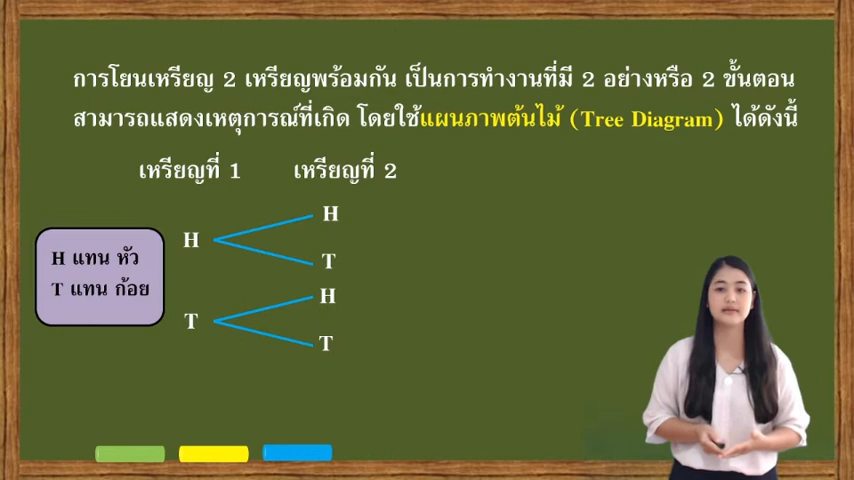 การโยนเหรียญ 2 เหรียญพร้อมกัน เป็นการทำงานที่มี 2 อย่างหรือ 2 ขั้นตอน
สามารถแสดงเหตุการณ์ที่เกิด โดยใช้แผนภาพต้นไม้ (Tree Diagram) ได้ดังนี้
เหรียญที่ 1 เหรียญที่ 2
H
H
T
H แทน หัว
T แทน ก้อย
T
H
T